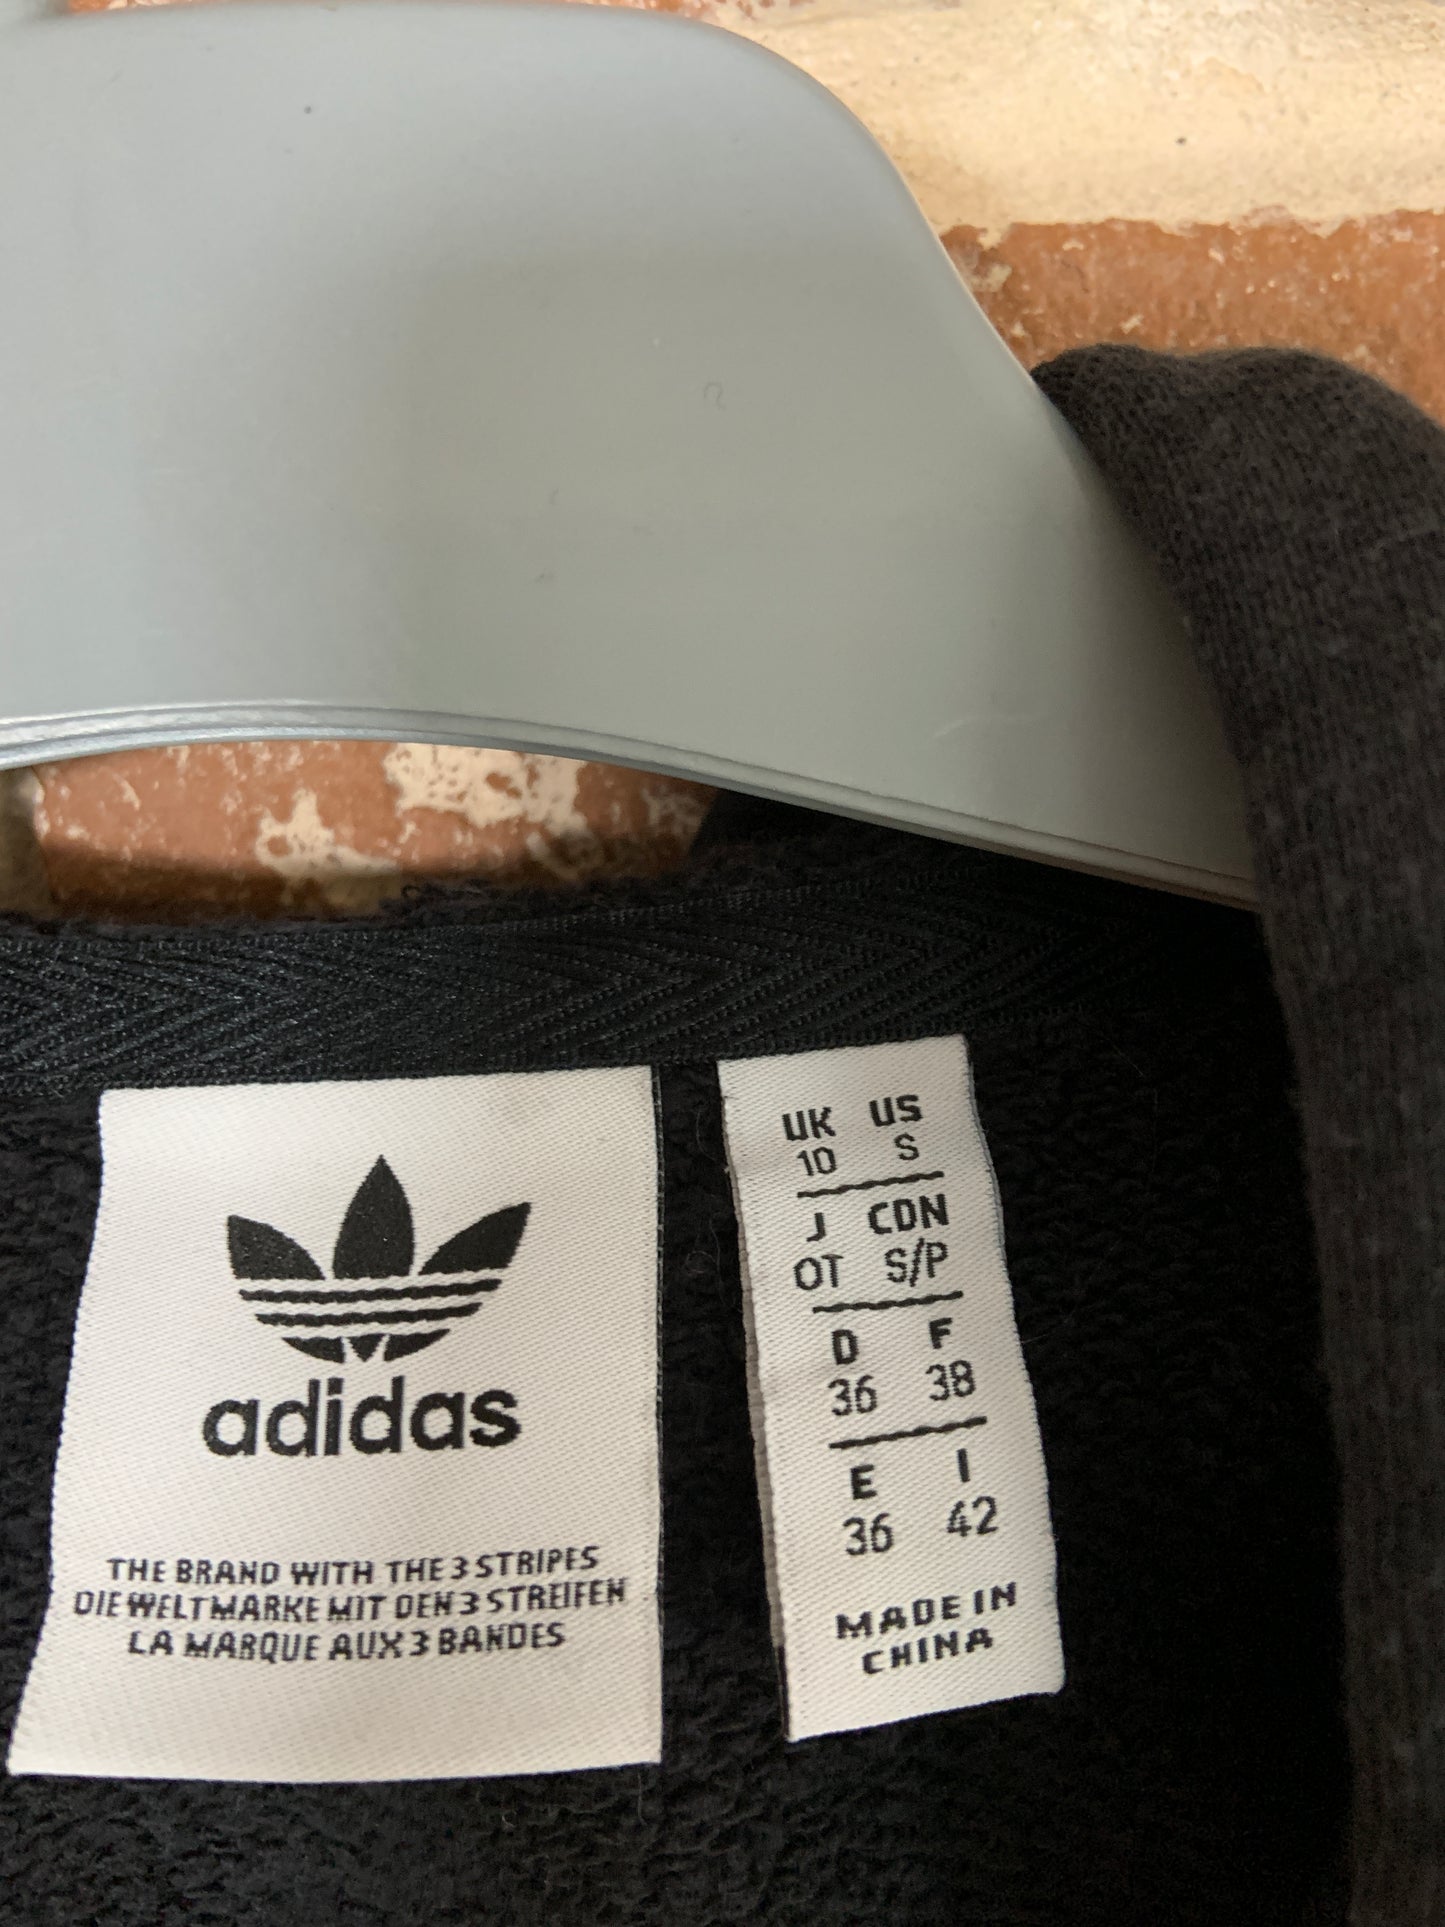 adidas
THE BRAND WITH THE 3 STRIPES
DIE WELTMARKE MIT DEN 3 STREIFEN
LA MARQUE AUX 3 BANDES
UK US
10 S
J CDN
OT S/P
D F
36 38
E I
36 42
MADE IN
CHINA